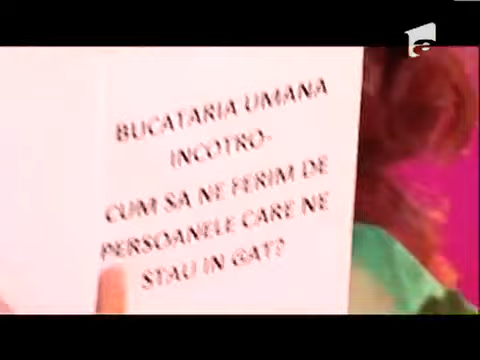 BUCATARIA UMANA
INCOTRO-
CUM SA NE FERIM DE
PERSOANELE CARE NE
STAU IN GAT?